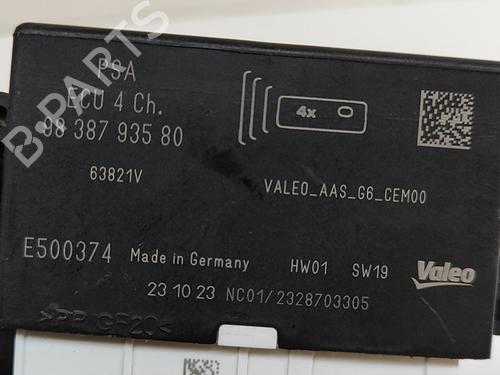 PSA
ECU 4 Ch.
98 387 935 80
63821V
4x
VALEO_AAS_G6_CEM00
E500374 Made in Germany HW01 SW19 Valeo
23 10 23 NC01/2328703305
>PP GF20<
B-PARTS